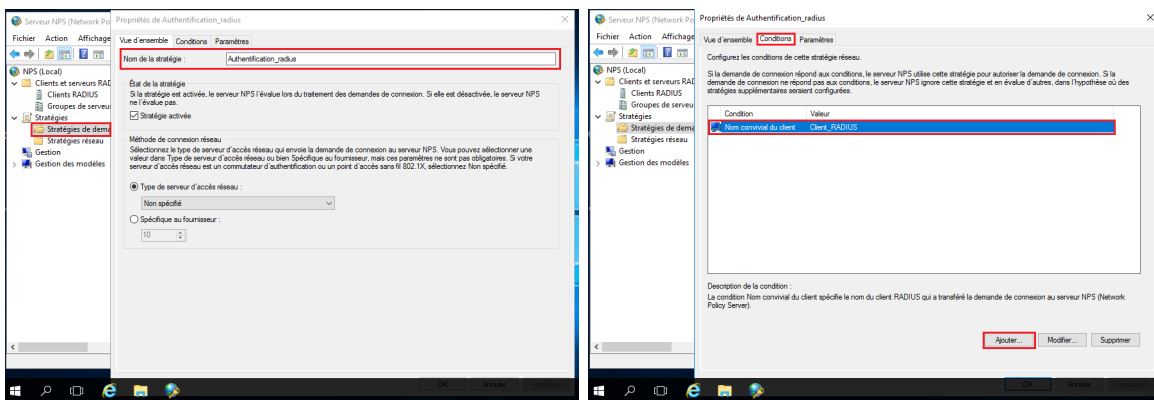 Serveur NPS (Network Po
Fichier Action Affichage
NPS (Local)
Clients et serveurs RAD
Clients RADIUS
Groupes de serveu
Stratégies
Stratégies de dema
Stratégies réseau
Gestion
Gestion des modèles
Propriétés de Authentification_radius
Vue d'ensemble Conditions Paramètres
Nom de la stratégie : Authentification_radius
État de la stratégie
Si la stratégie est activée, le serveur NPS l'évalue lors du traitement des demandes de connexion. Si elle est désactivée, le serveur NPS
ne l'évalue pas.
Stratégie activée
Méthode de connexion réseau
Sélectionnez le type de serveur d'accès réseau qui envoie la demande de connexion au serveur NPS. Vous pouvez sélectionner une
valeur dans Type de serveur d'accès réseau ou bien Spécifique au fournisseur, mais ces paramètres ne sont pas obligatoires. Si votre
serveur d'accès réseau est un commutateur d'authentification ou un point d'accès sans fil 802.1X, sélectionnez Non spécifié.
Type de serveur d'accès réseau :
Non spécifié
Spécifique au fournisseur :
10
OK Annuler
Serveur NPS (Network Po
Fichier Action Affichage
NPS (Local)
Clients et serveurs RAD
Clients RADIUS
Groupes de serveu
Stratégies
Stratégies de dema
Stratégies réseau
Gestion
Gestion des modèles
Propriétés de Authentification_radius
Vue d'ensemble Conditions Paramètres
Configurez les conditions de cette stratégie réseau.
Si la demande de connexion répond aux conditions, le serveur NPS utilise cette stratégie pour autoriser la demande de connexion. Si la
demande de connexion ne répond pas aux conditions, le serveur NPS ignore cette stratégie et en évalue d'autres, dans l'hypothèse où des
stratégies supplémentaires seraient configurées.
Condition Valeur
Nom convivial du client Client_RADIUS
Description de la condition :
La condition Nom convivial du client spécifie le nom du client RADIUS qui a transféré la demande de connexion au serveur NPS (Network
Policy Server).
Ajouter... Modifier... Supprimer
OK Annuler